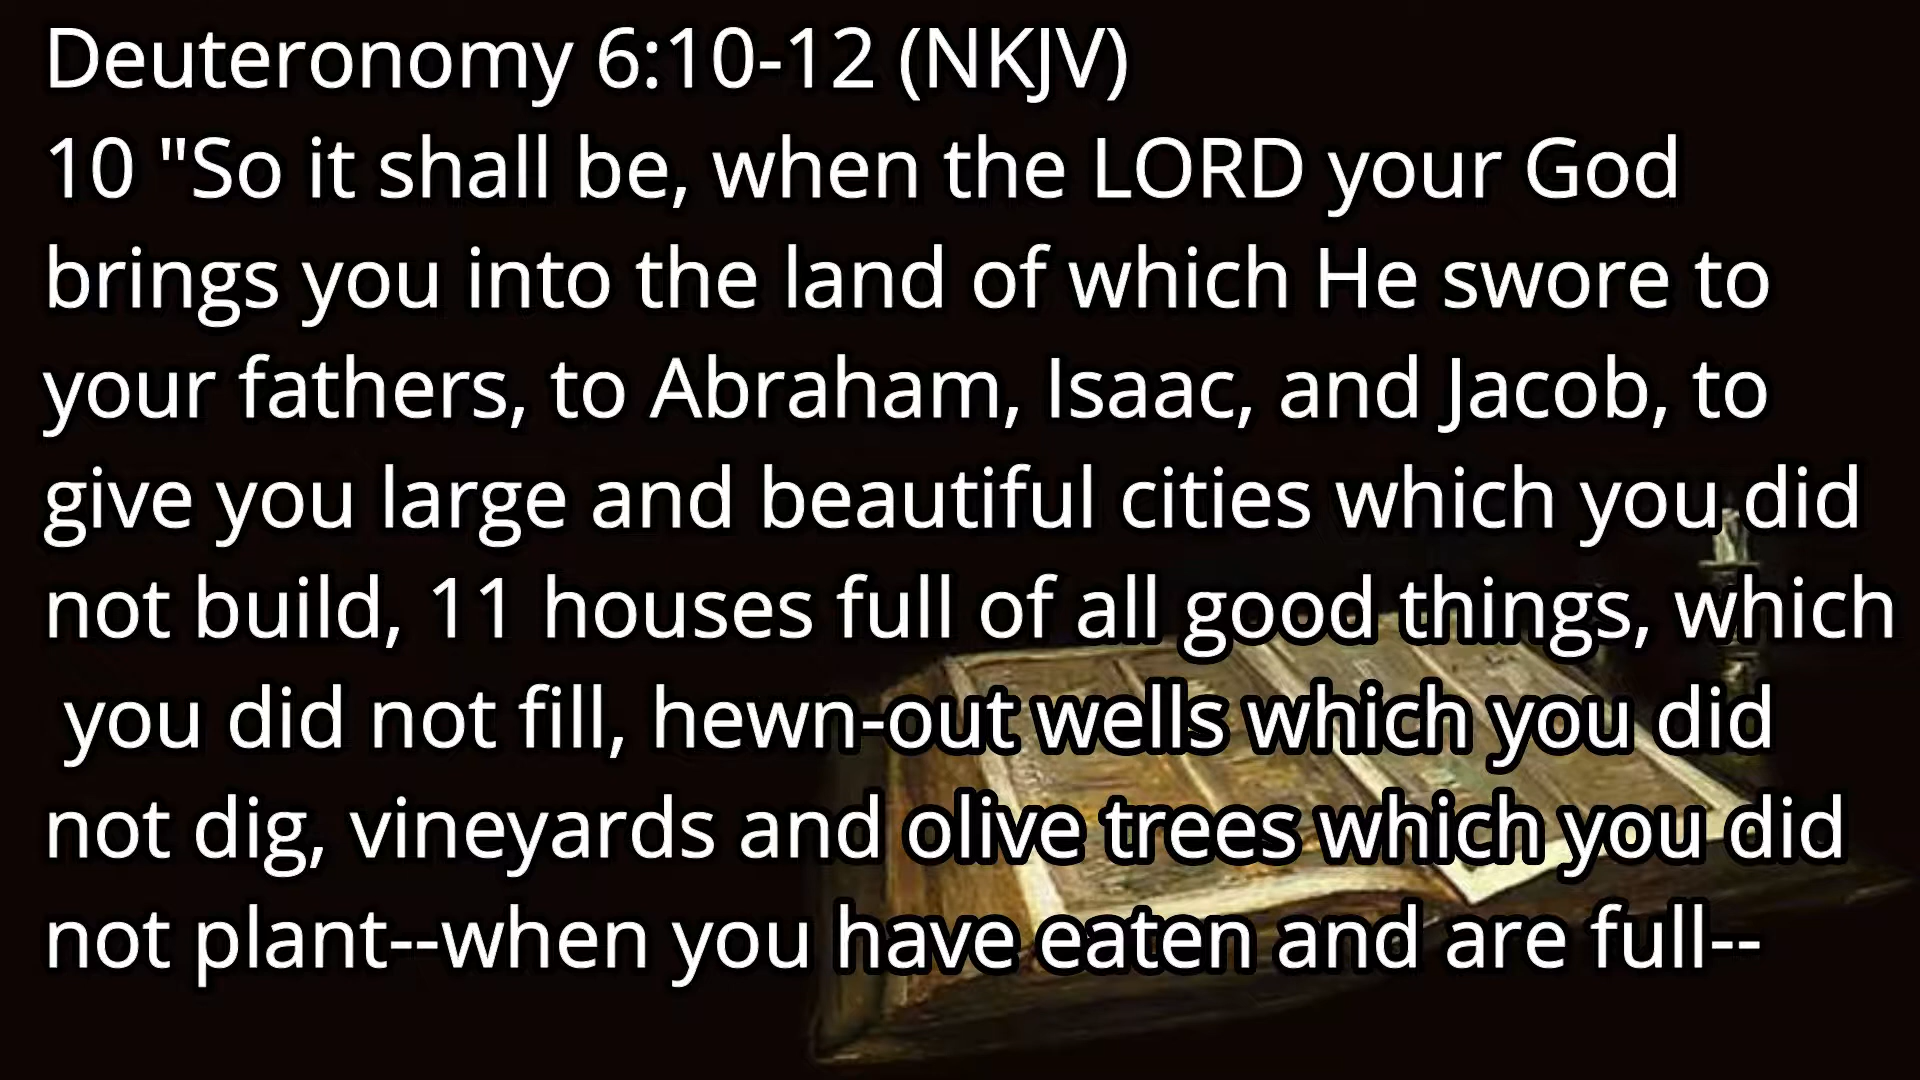 Deuteronomy 6:10-12 (NKJV)
10 "So it shall be, when the LORD your God
brings you into the land of which He swore to
your fathers, to Abraham, Isaac, and Jacob, to
give you large and beautiful cities which you did
not build, 11 houses full of all good things, which
you did not fill, hewn-out wells which you did
not dig, vineyards and olive trees which you did
not plant--when you have eaten and are full--